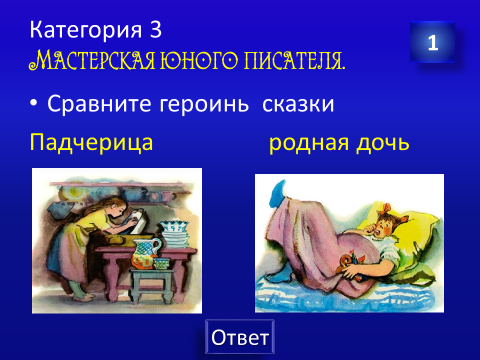 Категория 3
1
Мастерская юного писателя.
• Сравните героинь сказки
Падчерица родная дочь
Ответ